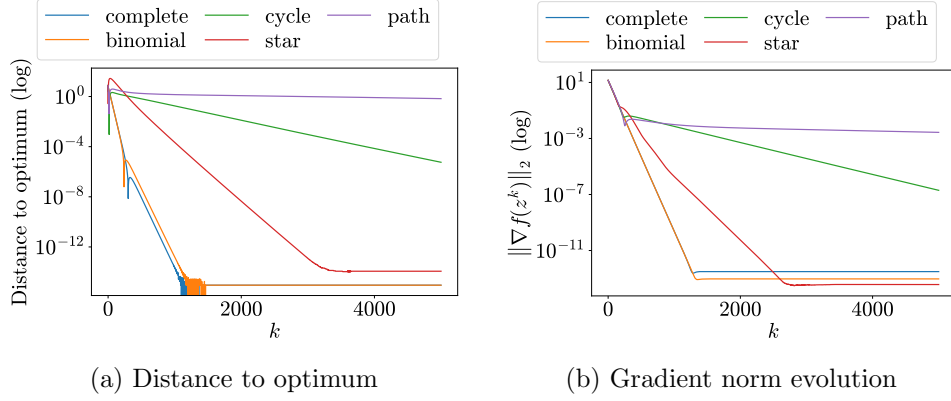 complete cycle path
binomial star
Distance to optimum (log)
10^0
10^{-4}
10^{-8}
10^{-12}
0 2000 4000
k
(a) Distance to optimum
complete cycle path
binomial star
||∇f(z^k)||_2 (log)
10^1
10^{-3}
10^{-7}
10^{-11}
0 2000 4000
k
(b) Gradient norm evolution